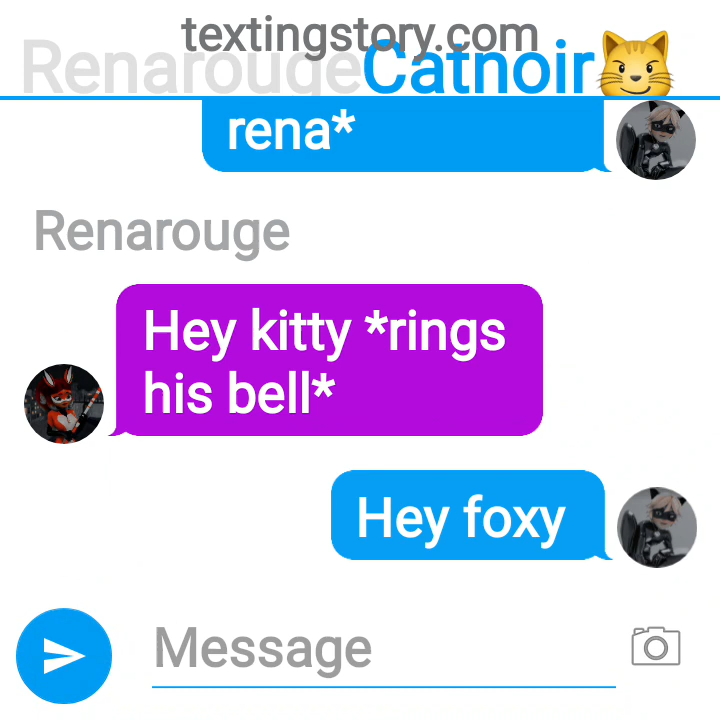 textingstory.com
Renarouge Catnoir😼
rena*
Renarouge
Hey kitty *rings
his bell*
Hey foxy
Message